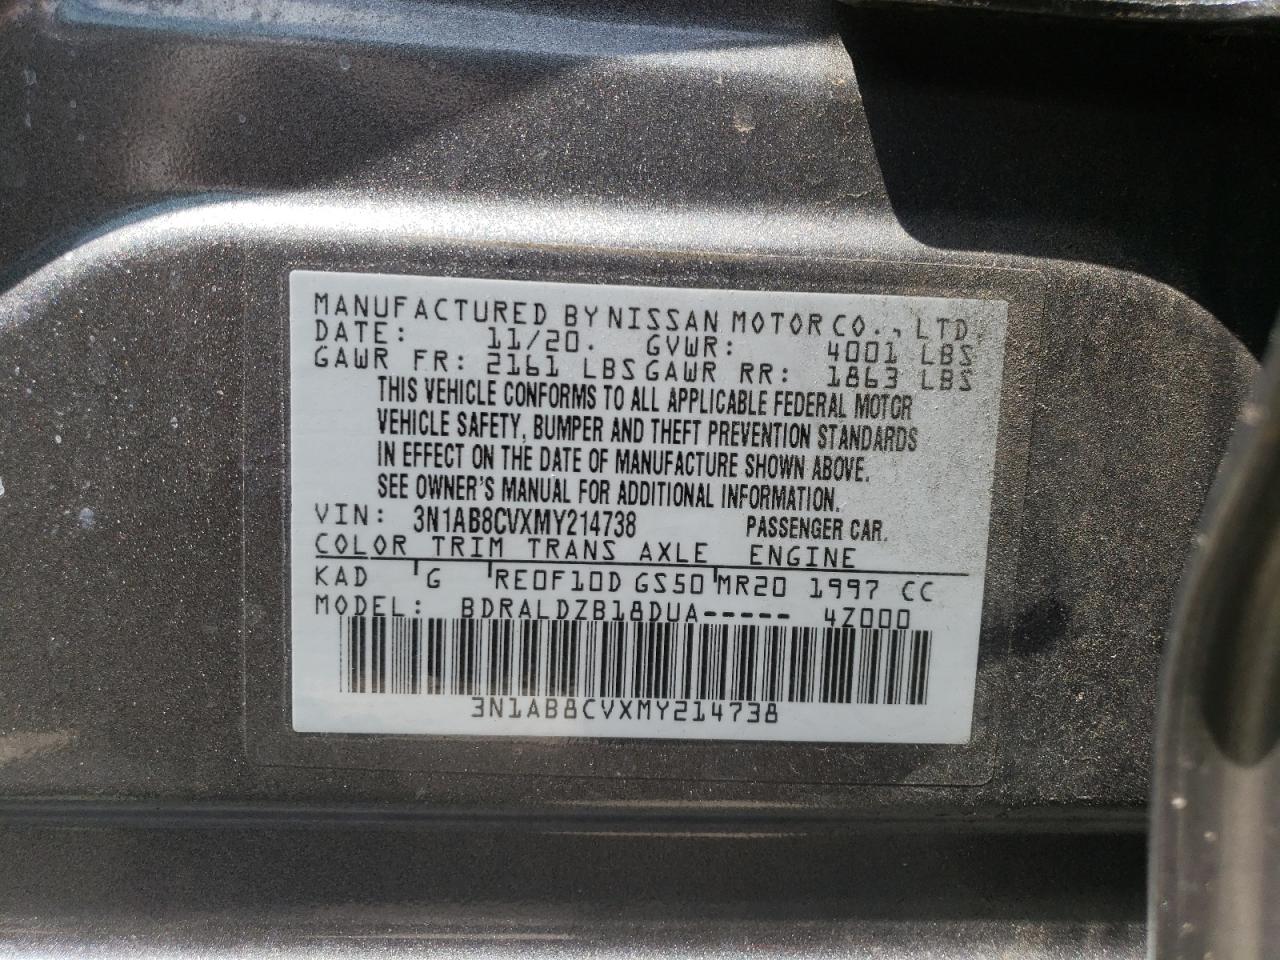 MANUFACTURED BY NISSAN MOTOR CO., LTD.
DATE: 11/20. GVWR: 4001 LBS
GAWR FR: 2161 LBS GAWR RR: 1863 LBS
THIS VEHICLE CONFORMS TO ALL APPLICABLE FEDERAL MOTOR
VEHICLE SAFETY, BUMPER AND THEFT PREVENTION STANDARDS
IN EFFECT ON THE DATE OF MANUFACTURE SHOWN ABOVE.
SEE OWNER'S MANUAL FOR ADDITIONAL INFORMATION.
VIN: 3N1AB8CVXMY214738 PASSENGER CAR.
COLOR TRIM TRANS AXLE ENGINE
KAD G RE0F10D GS50 MR20 1997 CC
MODEL: BDRALDZB18DUA----- 4Z000
3N1AB8CVXMY214738